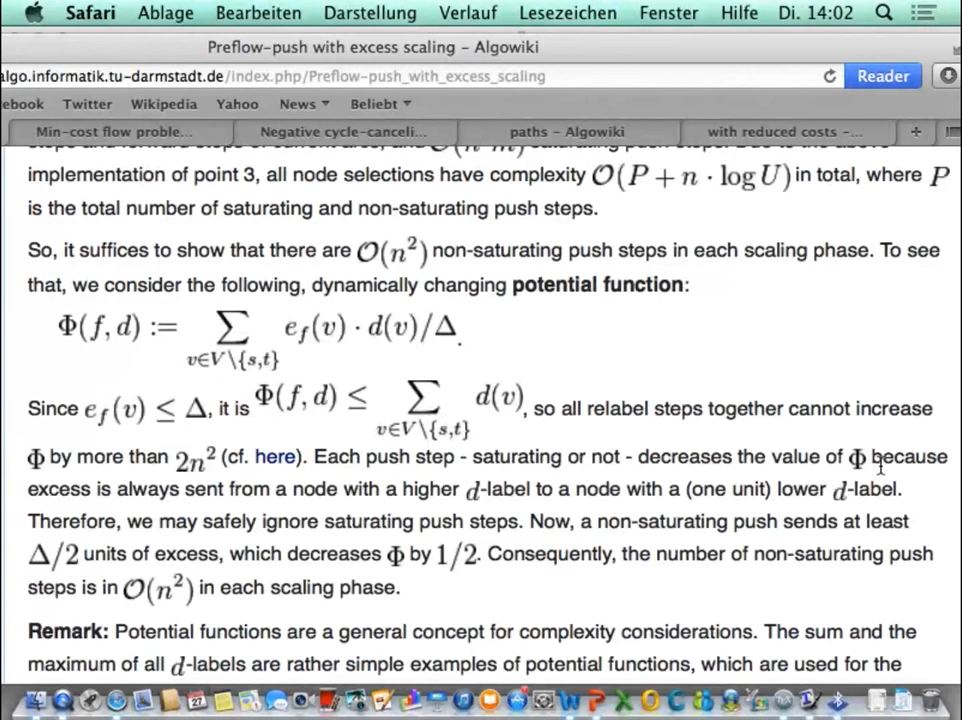 Safari Ablage Bearbeiten Darstellung Verlauf Lesezeichen Fenster Hilfe Di. 14:02
Preflow-push with excess scaling – Algowiki
algo.informatik.tu-darmstadt.de/index.php/Preflow-push_with_excess_scaling Reader
ebook Twitter Wikipedia Yahoo News ▾ Beliebt ▾
Min-cost flow proble... Negative cycle-canceli... paths – Algowiki with reduced costs –... +
implementation of point 3, all node selections have complexity O(P + n · log U) in total, where P
is the total number of saturating and non-saturating push steps.
So, it suffices to show that there are O(n²) non-saturating push steps in each scaling phase. To see
that, we consider the following, dynamically changing potential function:
Φ(f, d) := ∑ e_f(v) · d(v)/Δ.
v∈V\{s,t}
Since e_f(v) ≤ Δ, it is Φ(f, d) ≤ ∑ d(v), so all relabel steps together cannot increase
v∈V\{s,t}
Φ by more than 2n² (cf. here). Each push step - saturating or not - decreases the value of Φ because
excess is always sent from a node with a higher d-label to a node with a (one unit) lower d-label.
Therefore, we may safely ignore saturating push steps. Now, a non-saturating push sends at least
Δ/2 units of excess, which decreases Φ by 1/2. Consequently, the number of non-saturating push
steps is in O(n²) in each scaling phase.
Remark: Potential functions are a general concept for complexity considerations. The sum and the
maximum of all d-labels are rather simple examples of potential functions, which are used for the